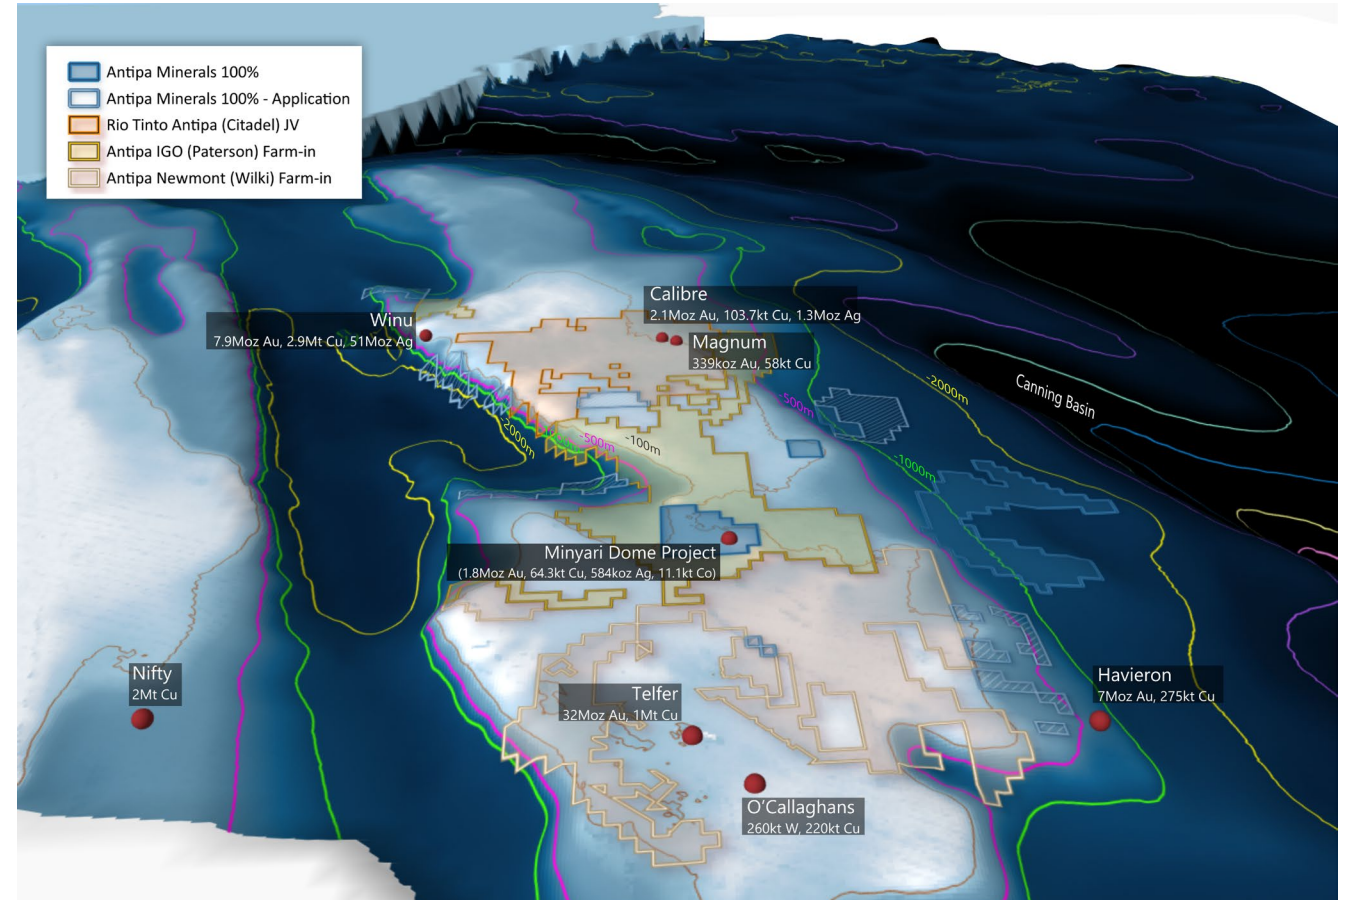 Antipa Minerals 100%
Antipa Minerals 100% - Application
Rio Tinto Antipa (Citadel) JV
Antipa IGO (Paterson) Farm-in
Antipa Newmont (Wilki) Farm-in
Calibre
2.1Moz Au, 103.7kt Cu, 1.3Moz Ag
Winu
7.9Moz Au, 2.9Mt Cu, 51Moz Ag
Magnum
339koz Au, 58kt Cu
-2000m
Canning Basin
-500m
-2000m
-500m
-100m
-1000m
Minyari Dome Project
(1.8Moz Au, 64.3kt Cu, 584koz Ag, 11.1kt Co)
Nifty
2Mt Cu
Havieron
7Moz Au, 275kt Cu
Telfer
32Moz Au, 1Mt Cu
O'Callaghans
260kt W, 220kt Cu